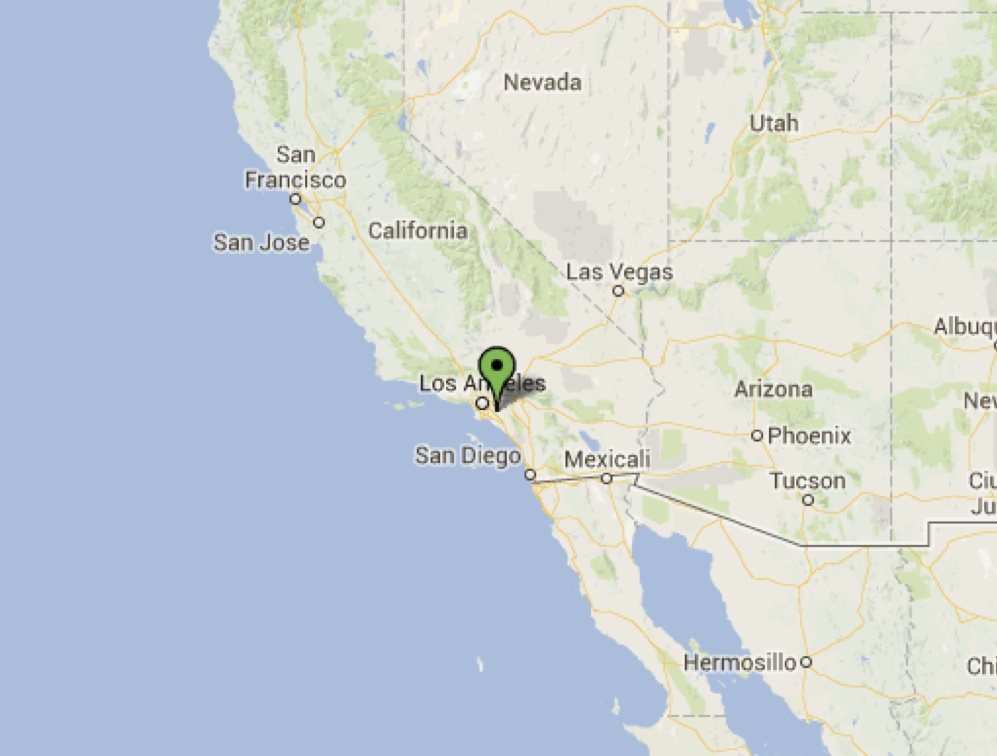 Nevada
Utah
San
Francisco
California
San Jose
Las Vegas
Albuqu
Los Angeles
Arizona
Nev
Phoenix
San Diego
Mexicali
Tucson
Ciu
Ju
Hermosillo
Chi